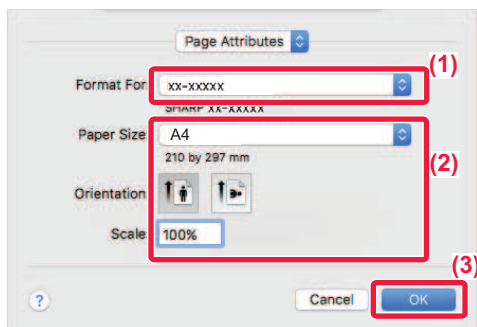 Page Attributes
(1)
Format For: xx-xxxxx
SHARP xx-xxxxx
Paper Size: A4
210 by 297 mm
(2)
Orientation:
Scale: 100%
(3)
? Cancel OK